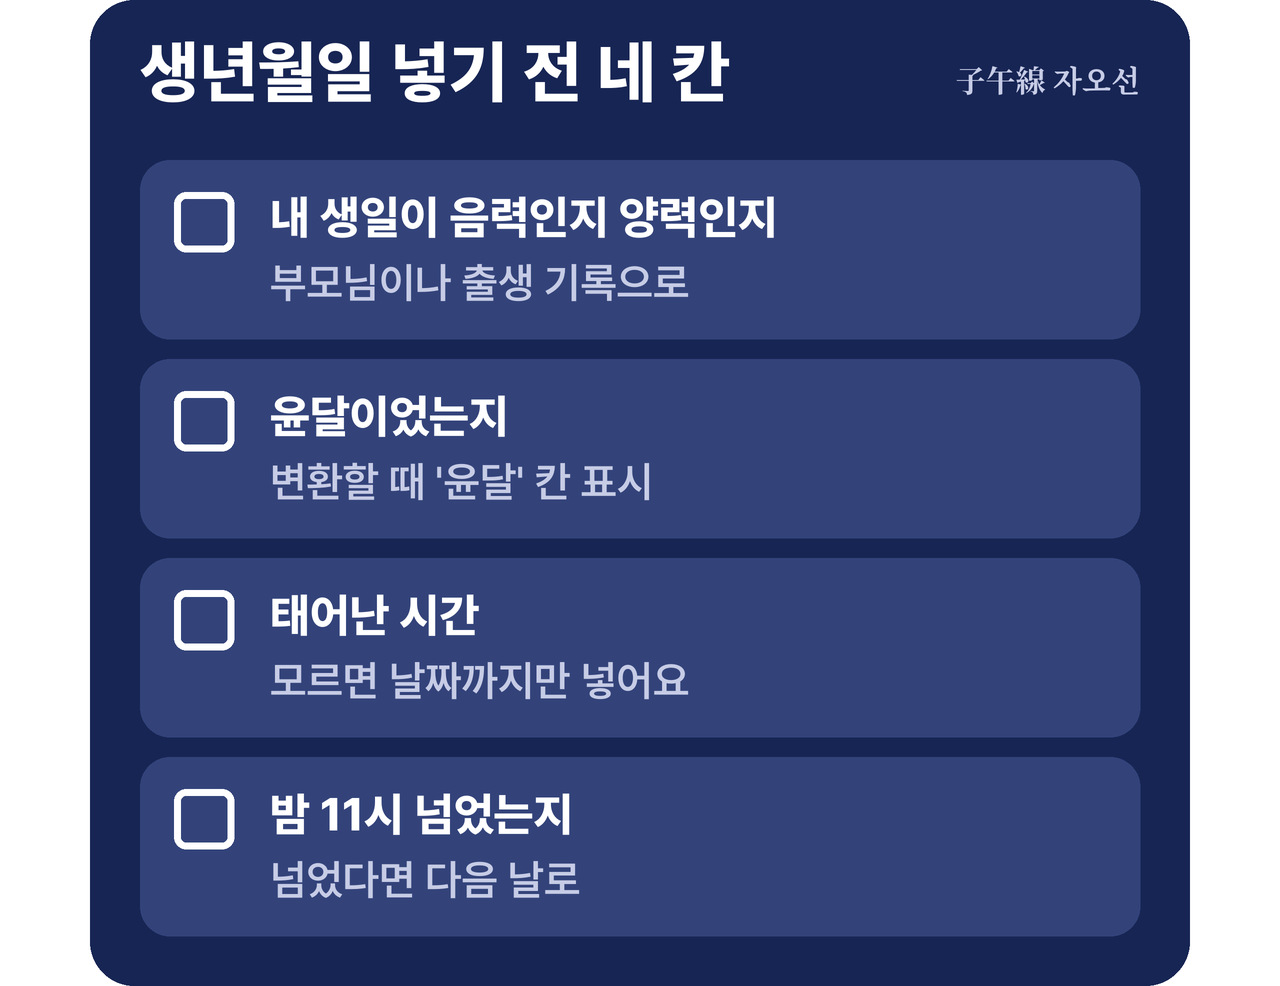 생년월일 넣기 전 네 칸
子午線 자오선
내 생일이 음력인지 양력인지
부모님이나 출생 기록으로
윤달이었는지
변환할 때 '윤달' 칸 표시
태어난 시간
모르면 날짜까지만 넣어요
밤 11시 넘었는지
넘었다면 다음 날로